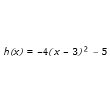 h(x) = -4(x - 3)² - 5